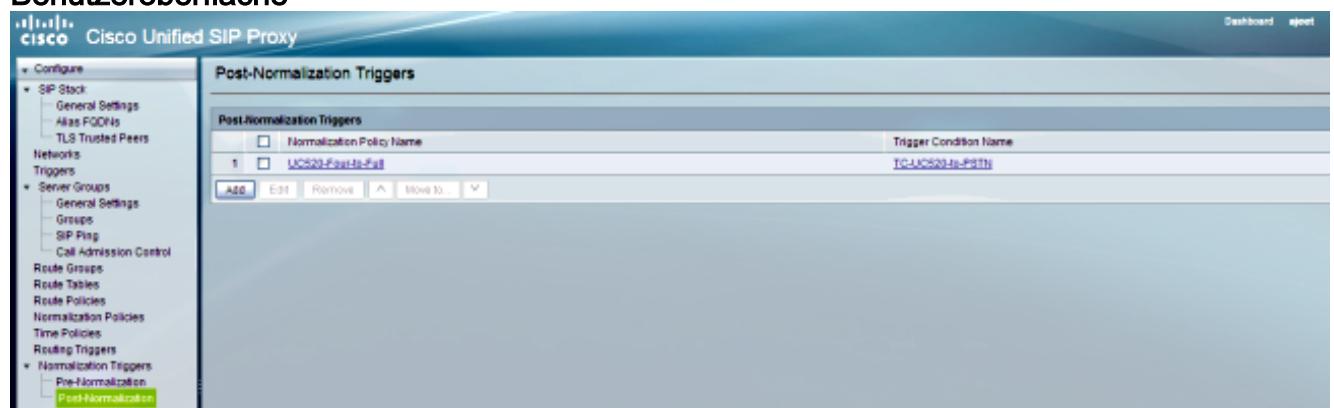 Benutzeroberfläche
cisco Cisco Unified SIP Proxy
Dashboard ajeet
Configure
SIP Stack
General Settings
Alias FQDNs
TLS Trusted Peers
Networks
Triggers
Server Groups
General Settings
Groups
SIP Ping
Call Admission Control
Route Groups
Route Tables
Route Policies
Normalization Policies
Time Policies
Routing Triggers
Normalization Triggers
Pre-Normalization
Post-Normalization
Post-Normalization Triggers
Post-Normalization Triggers
Normalization Policy Name Trigger Condition Name
1 UC520-Four-to-Full TC-UC520-to-PSTN
Add Edit Remove Move to...